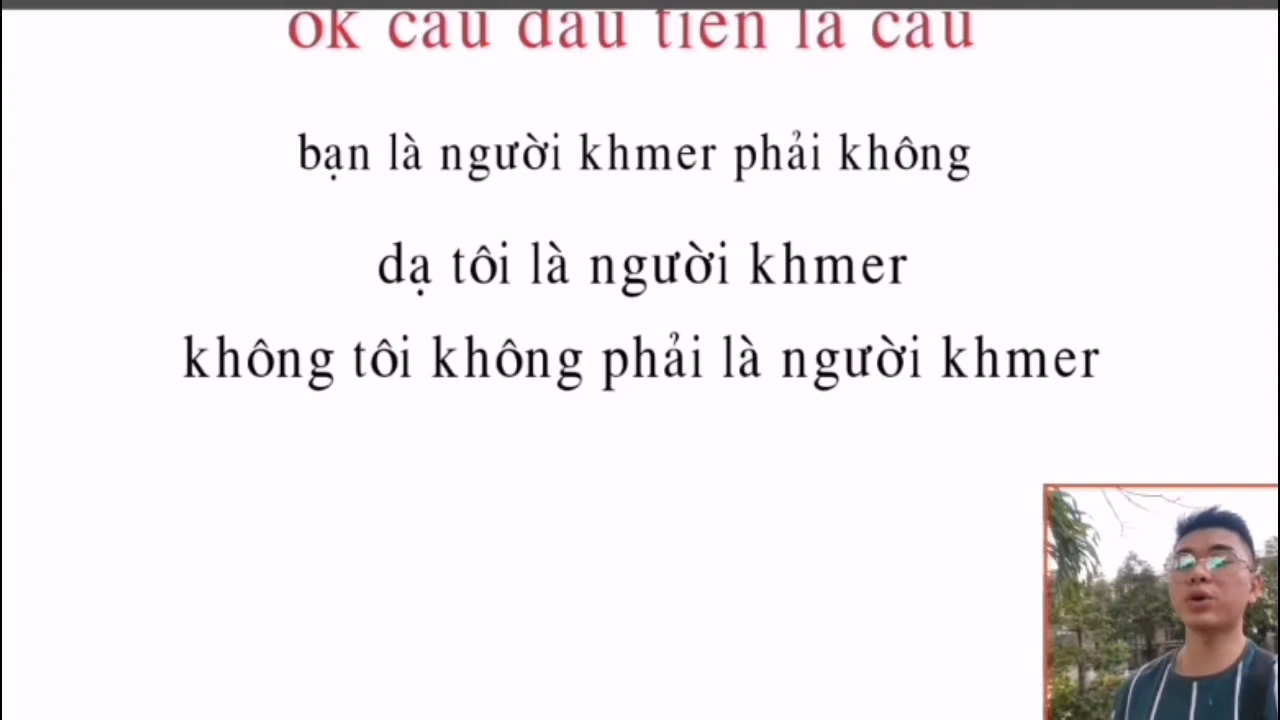 ok câu đầu tiên là câu
bạn là người khmer phải không
dạ tôi là người khmer
không tôi không phải là người khmer